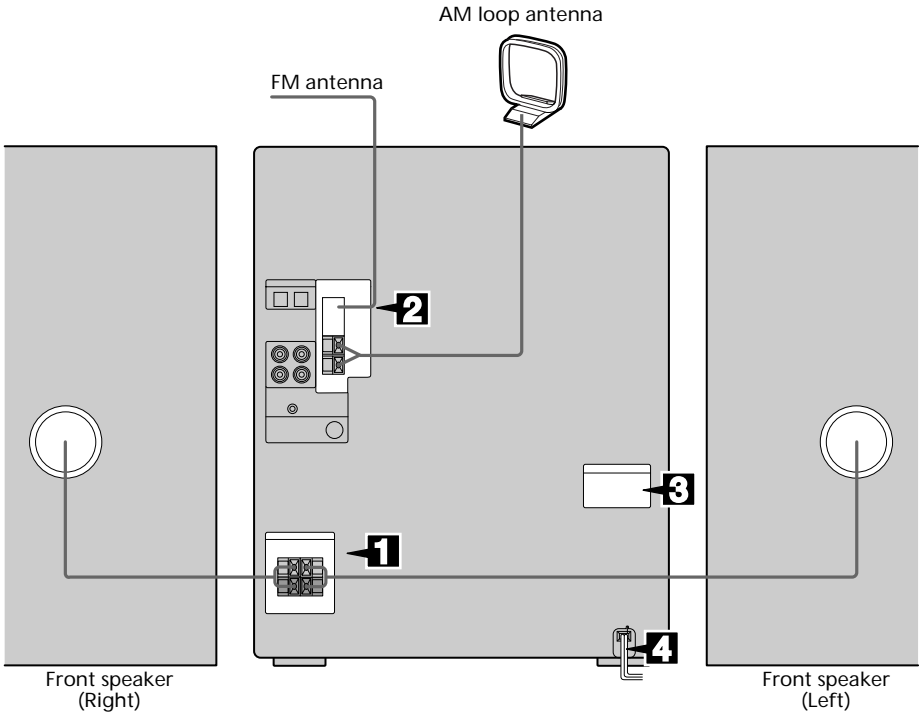 AM loop antenna
FM antenna
2
3
1
4
Front speaker
(Right)
Front speaker
(Left)